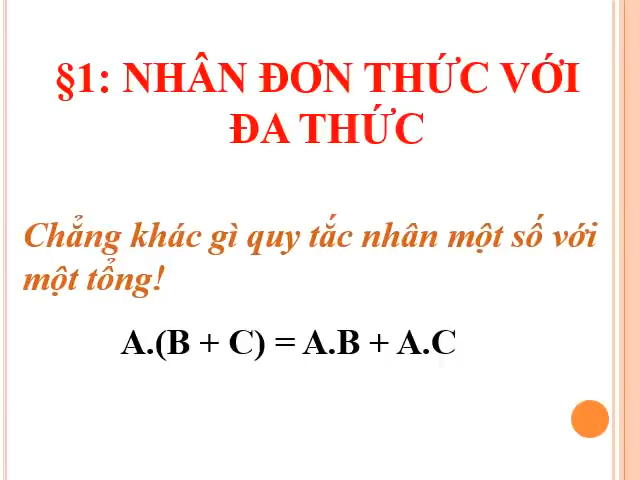 §1: NHÂN ĐƠN THỨC VỚI
ĐA THỨC
Chẳng khác gì quy tắc nhân một số với
một tổng!
A.(B + C) = A.B + A.C